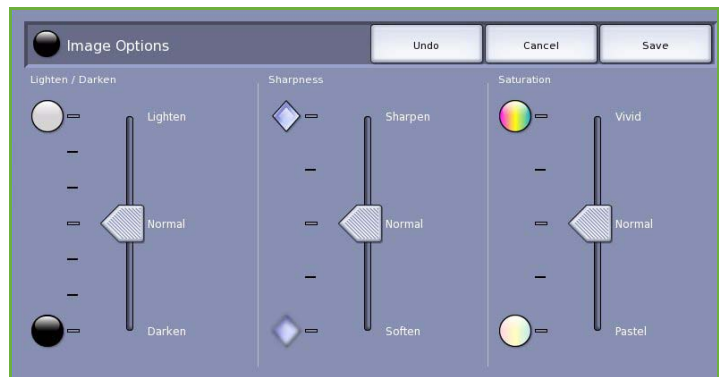 Image Options
Undo
Cancel
Save
Lighten / Darken
Lighten
Normal
Darken
Sharpness
Sharpen
Normal
Soften
Saturation
Vivid
Normal
Pastel